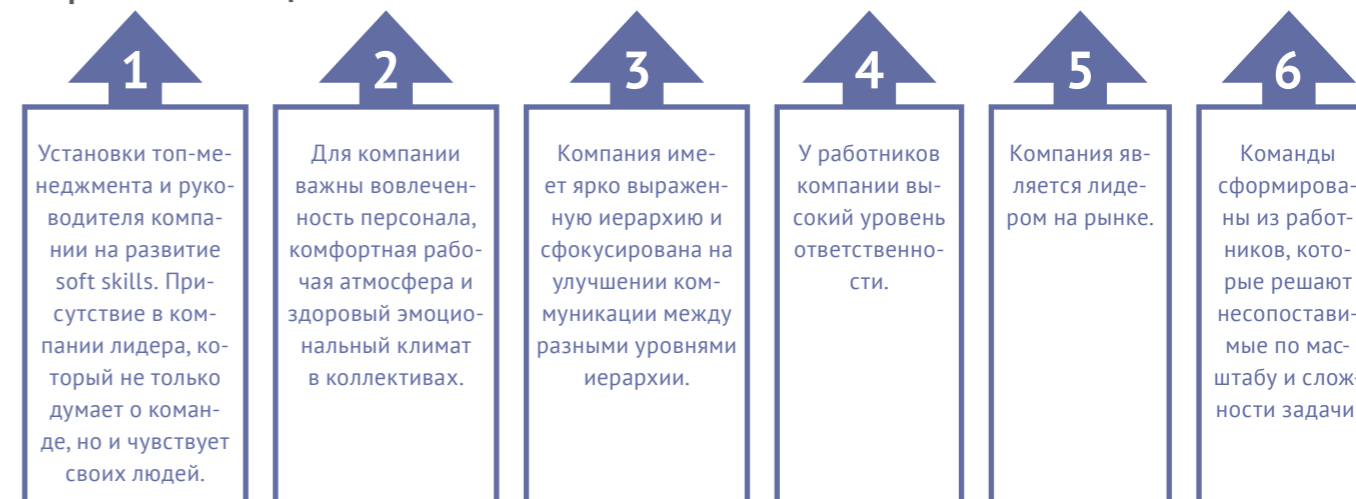 1
Установки топ-ме-
неджмента и руко-
водителя компа-
нии на развитие
soft skills. При-
сутствие в ком-
пании лидера, ко-
торый не только
думает о коман-
де, но и чувствует
своих людей.
2
Для компании
важны вовлечен-
ность персонала,
комфортная рабо-
чая атмосфера и
здоровый эмоцио-
нальный климат
в коллективах.
3
Компания име-
ет ярко выражен-
ную иерархию и
сфокусирована на
улучшении ком-
муникации между
разными уровнями
иерархии.
4
У работников
компании вы-
сокий уровень
ответственно-
сти.
5
Компания яв-
ляется лиде-
ром на рынке.
6
Команды
сформирова-
ны из работ-
ников, кото-
рые решают
несопостави-
мые по мас-
штабу и слож-
ности задачи